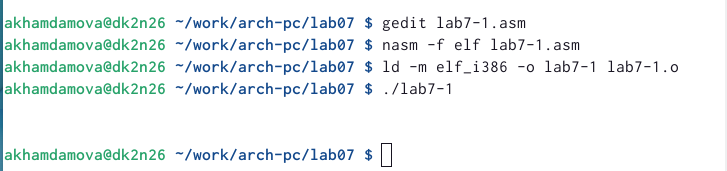 akhamdamova@dk2n26 ~/work/arch-pc/lab07 $ gedit lab7-1.asm
akhamdamova@dk2n26 ~/work/arch-pc/lab07 $ nasm -f elf lab7-1.asm
akhamdamova@dk2n26 ~/work/arch-pc/lab07 $ ld -m elf_i386 -o lab7-1 lab7-1.o
akhamdamova@dk2n26 ~/work/arch-pc/lab07 $ ./lab7-1
akhamdamova@dk2n26 ~/work/arch-pc/lab07 $